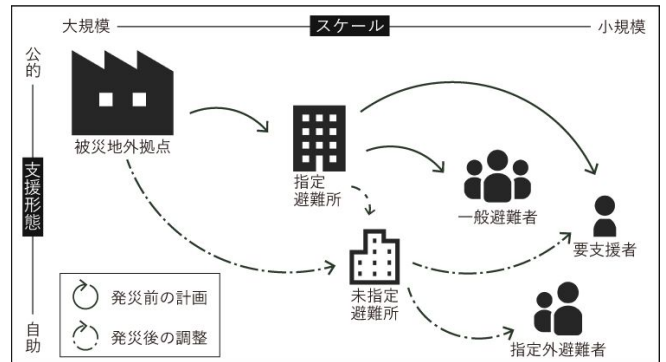 大規模
スケール
小規模
公的
支援形態
自助
被災地外拠点
指定
避難所
一般避難者
要支援者
未指定
避難所
指定外避難者
発災前の計画
発災後の調整